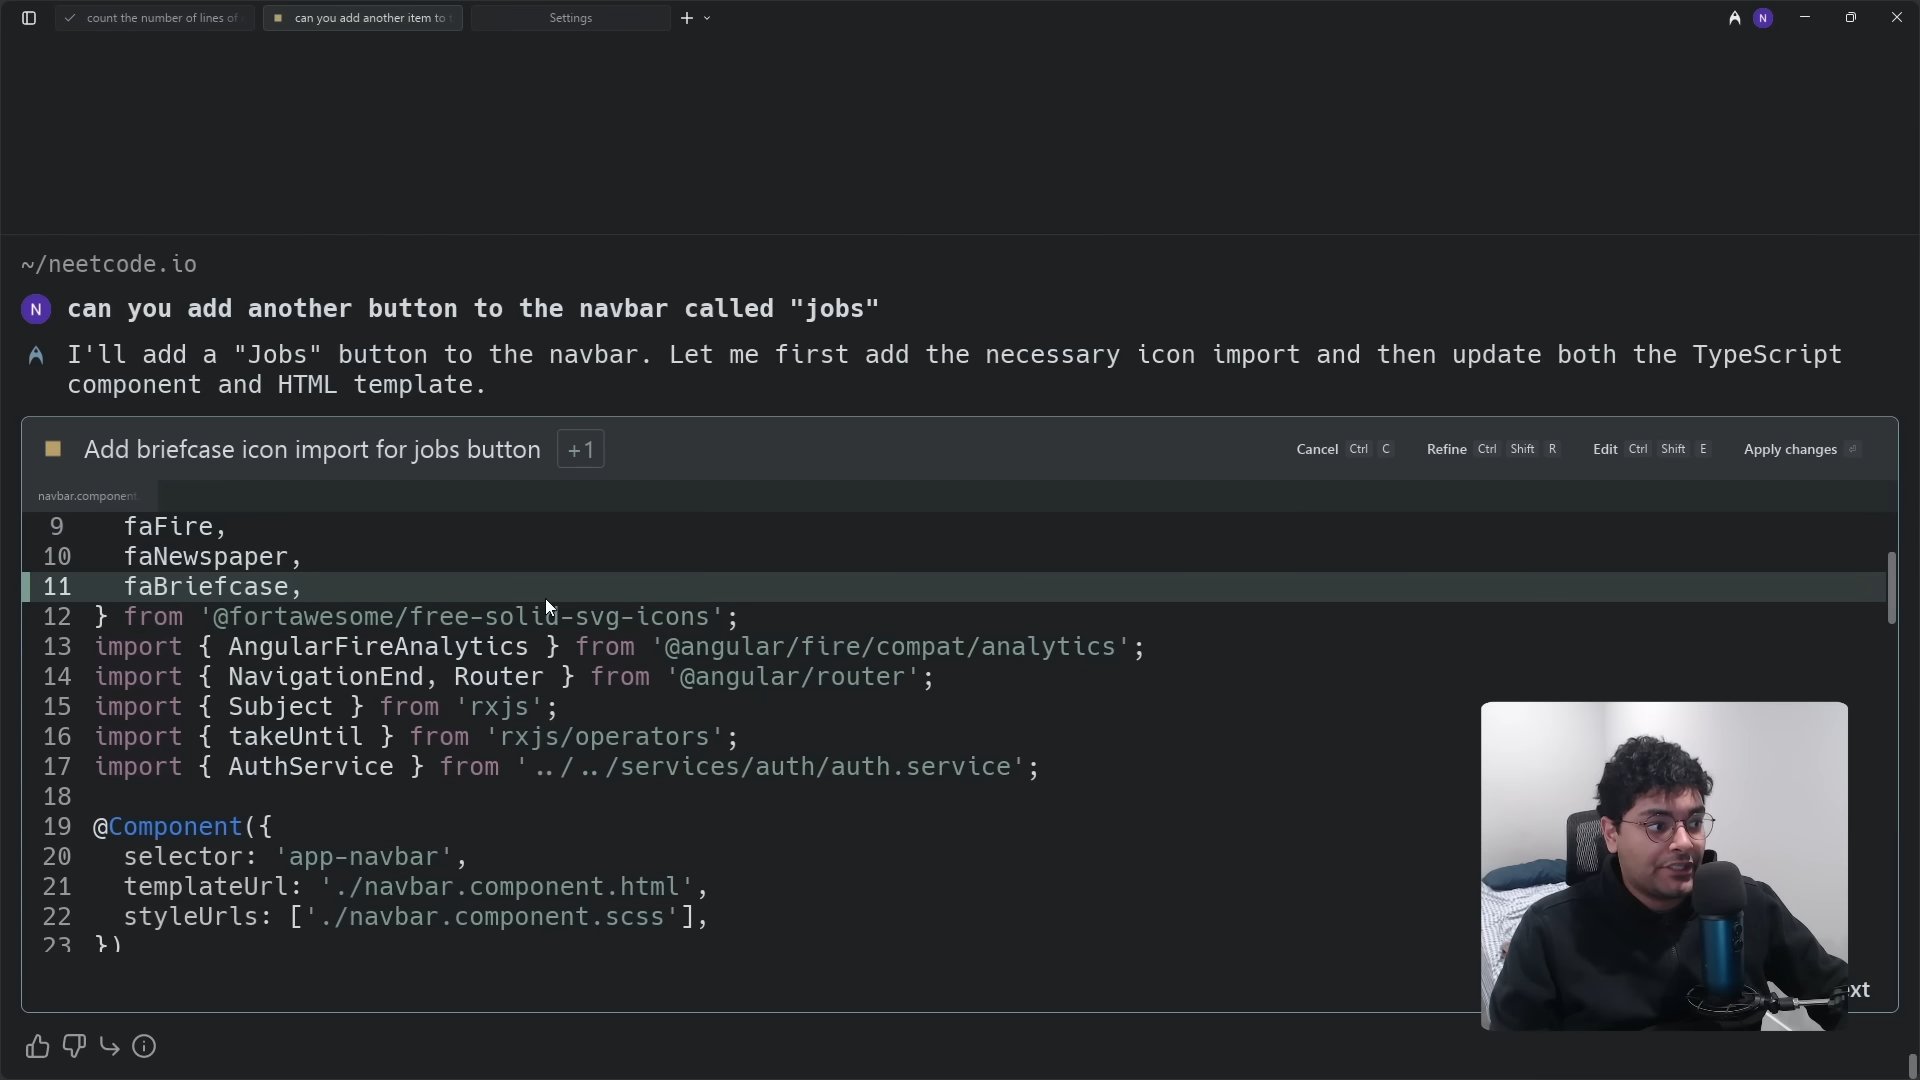 count the number of lines of
can you add another item to
Settings
N
~/neetcode.io
N can you add another button to the navbar called "jobs"
I'll add a "Jobs" button to the navbar. Let me first add the necessary icon import and then update both the TypeScript
component and HTML template.
Add briefcase icon import for jobs button +1 Cancel Ctrl C Refine Ctrl Shift R Edit Ctrl Shift E Apply changes
navbar.component
9 faFire,
10 faNewspaper,
11 faBriefcase,
12 } from '@fortawesome/free-solid-svg-icons';
13 import { AngularFireAnalytics } from '@angular/fire/compat/analytics';
14 import { NavigationEnd, Router } from '@angular/router';
15 import { Subject } from 'rxjs';
16 import { takeUntil } from 'rxjs/operators';
17 import { AuthService } from '../../services/auth/auth.service';
18
19 @Component({
20 selector: 'app-navbar',
21 templateUrl: './navbar.component.html',
22 styleUrls: ['./navbar.component.scss'],
23 })